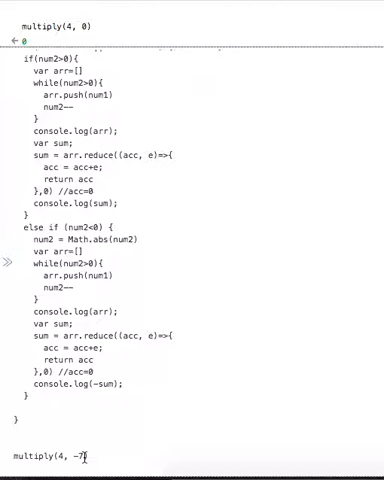 multiply(4, 0)
0
if(num2>0){
var arr=[]
while(num2>0){
arr.push(num1)
num2--
}
console.log(arr);
var sum;
sum = arr.reduce((acc, e)=>{
acc = acc+e;
return acc
},0) //acc=0
console.log(sum);
}
else if (num2<0) {
num2 = Math.abs(num2)
var arr=[]
while(num2>0){
arr.push(num1)
num2--
}
console.log(arr);
var sum;
sum = arr.reduce((acc, e)=>{
acc = acc+e;
return acc
},0) //acc=0
console.log(-sum);
}
}
multiply(4, -7)